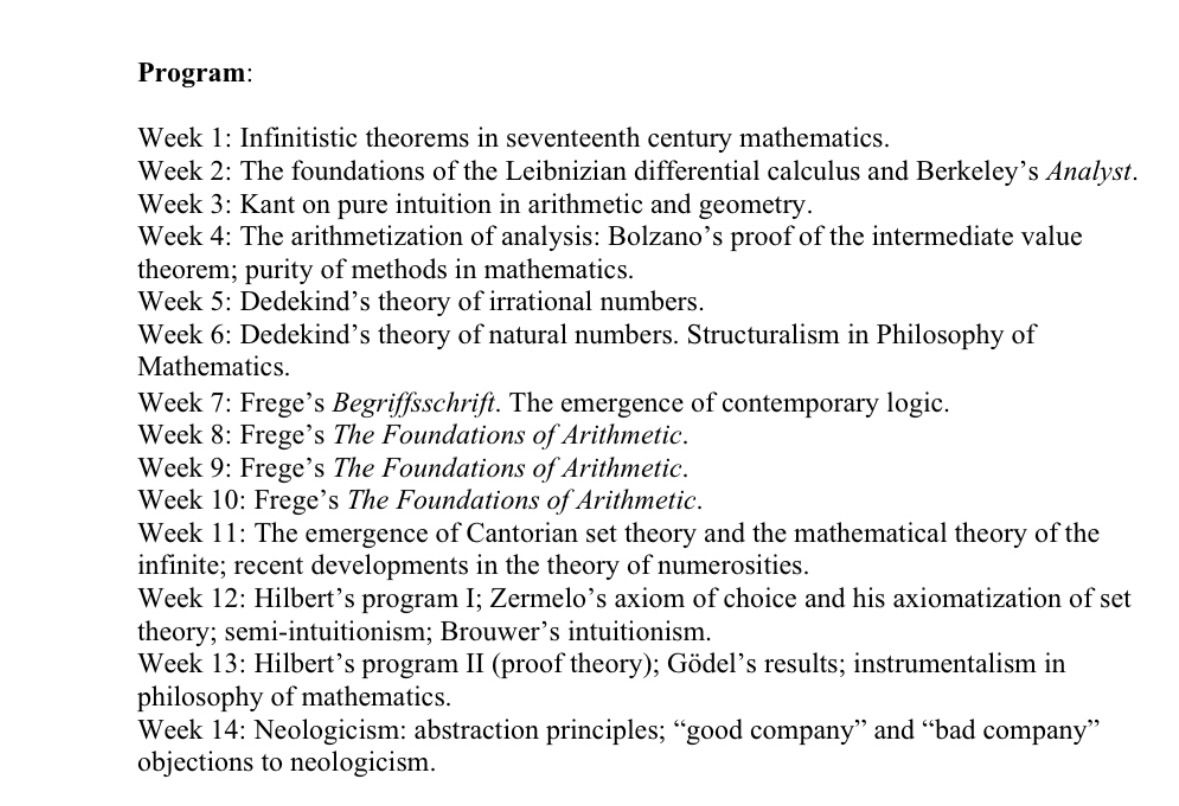 Program:
Week 1: Infinitistic theorems in seventeenth century mathematics.
Week 2: The foundations of the Leibnizian differential calculus and Berkeley’s Analyst.
Week 3: Kant on pure intuition in arithmetic and geometry.
Week 4: The arithmetization of analysis: Bolzano’s proof of the intermediate value
theorem; purity of methods in mathematics.
Week 5: Dedekind’s theory of irrational numbers.
Week 6: Dedekind’s theory of natural numbers. Structuralism in Philosophy of
Mathematics.
Week 7: Frege’s Begriffsschrift. The emergence of contemporary logic.
Week 8: Frege’s The Foundations of Arithmetic.
Week 9: Frege’s The Foundations of Arithmetic.
Week 10: Frege’s The Foundations of Arithmetic.
Week 11: The emergence of Cantorian set theory and the mathematical theory of the
infinite; recent developments in the theory of numerosities.
Week 12: Hilbert’s program I; Zermelo’s axiom of choice and his axiomatization of set
theory; semi-intuitionism; Brouwer’s intuitionism.
Week 13: Hilbert’s program II (proof theory); Gödel’s results; instrumentalism in
philosophy of mathematics.
Week 14: Neologicism: abstraction principles; “good company” and “bad company”
objections to neologicism.